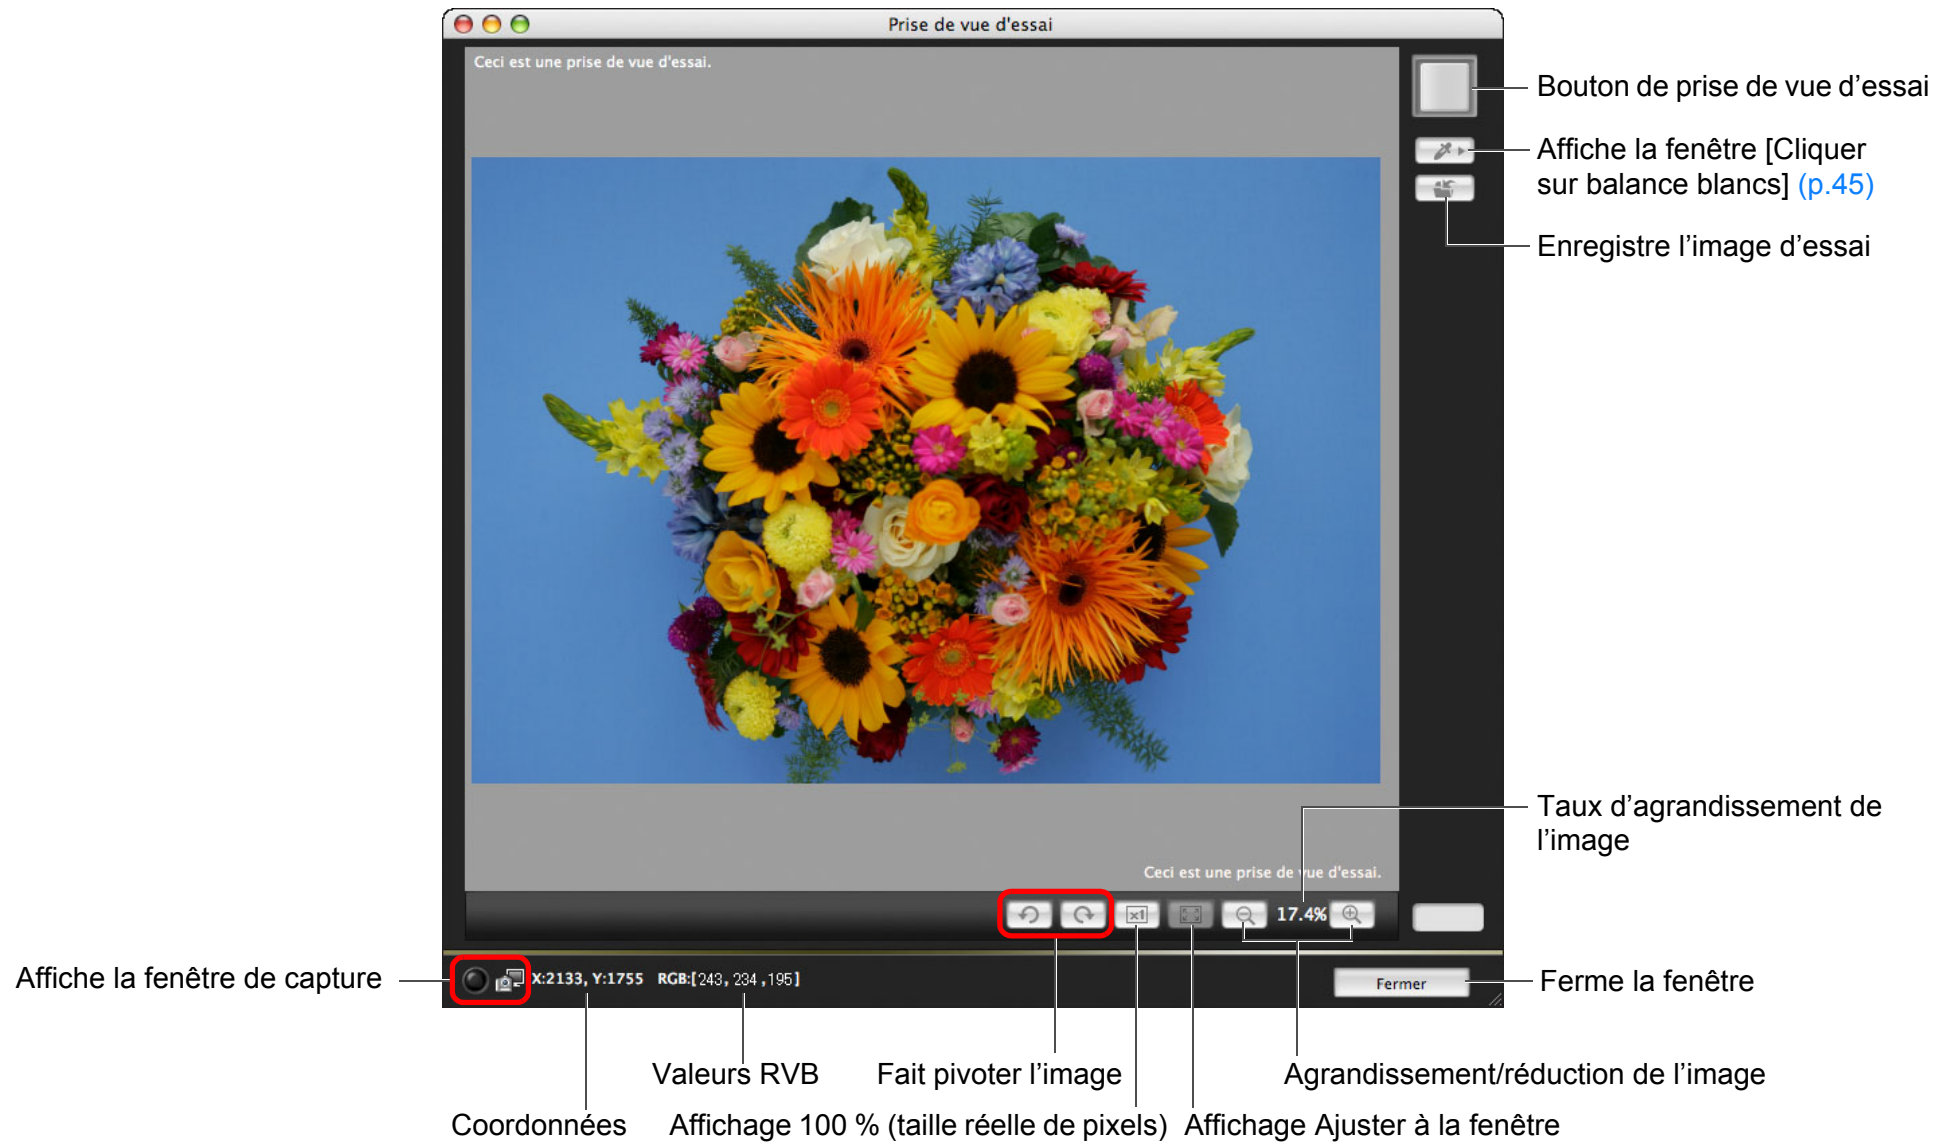 Prise de vue d'essai
Ceci est une prise de vue d'essai.
Bouton de prise de vue d’essai
Affiche la fenêtre [Cliquer
sur balance blancs] (p.45)
Enregistre l’image d’essai
Taux d’agrandissement de
l’image
Ceci est une prise de vue d'essai.
x1
17.4%
Affiche la fenêtre de capture
X:2133, Y:1755 RGB:[243, 234 ,195]
Fermer
Ferme la fenêtre
Valeurs RVB
Fait pivoter l’image
Agrandissement/réduction de l’image
Coordonnées
Affichage 100 % (taille réelle de pixels)
Affichage Ajuster à la fenêtre